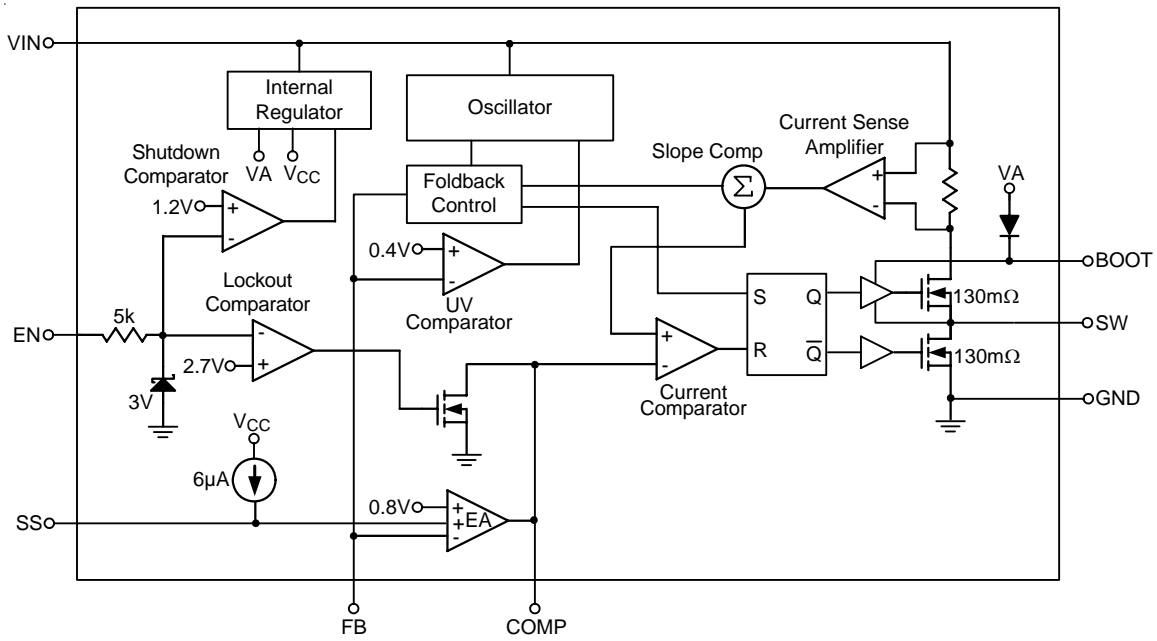 VIN
Internal
Regulator
Oscillator
Current Sense
Amplifier
Shutdown
Comparator
VA
VCC
Foldback
Control
Slope Comp
Σ
+
-
VA
1.2V
+
-
0.4V
+
-
UV
Comparator
BOOT
Lockout
Comparator
S
Q
130mΩ
5k
EN
-
+
2.7V
+
-
R
Q
SW
130mΩ
3V
Current
Comparator
GND
VCC
6µA
0.8V
+
+
-
EA
SS
FB
COMP